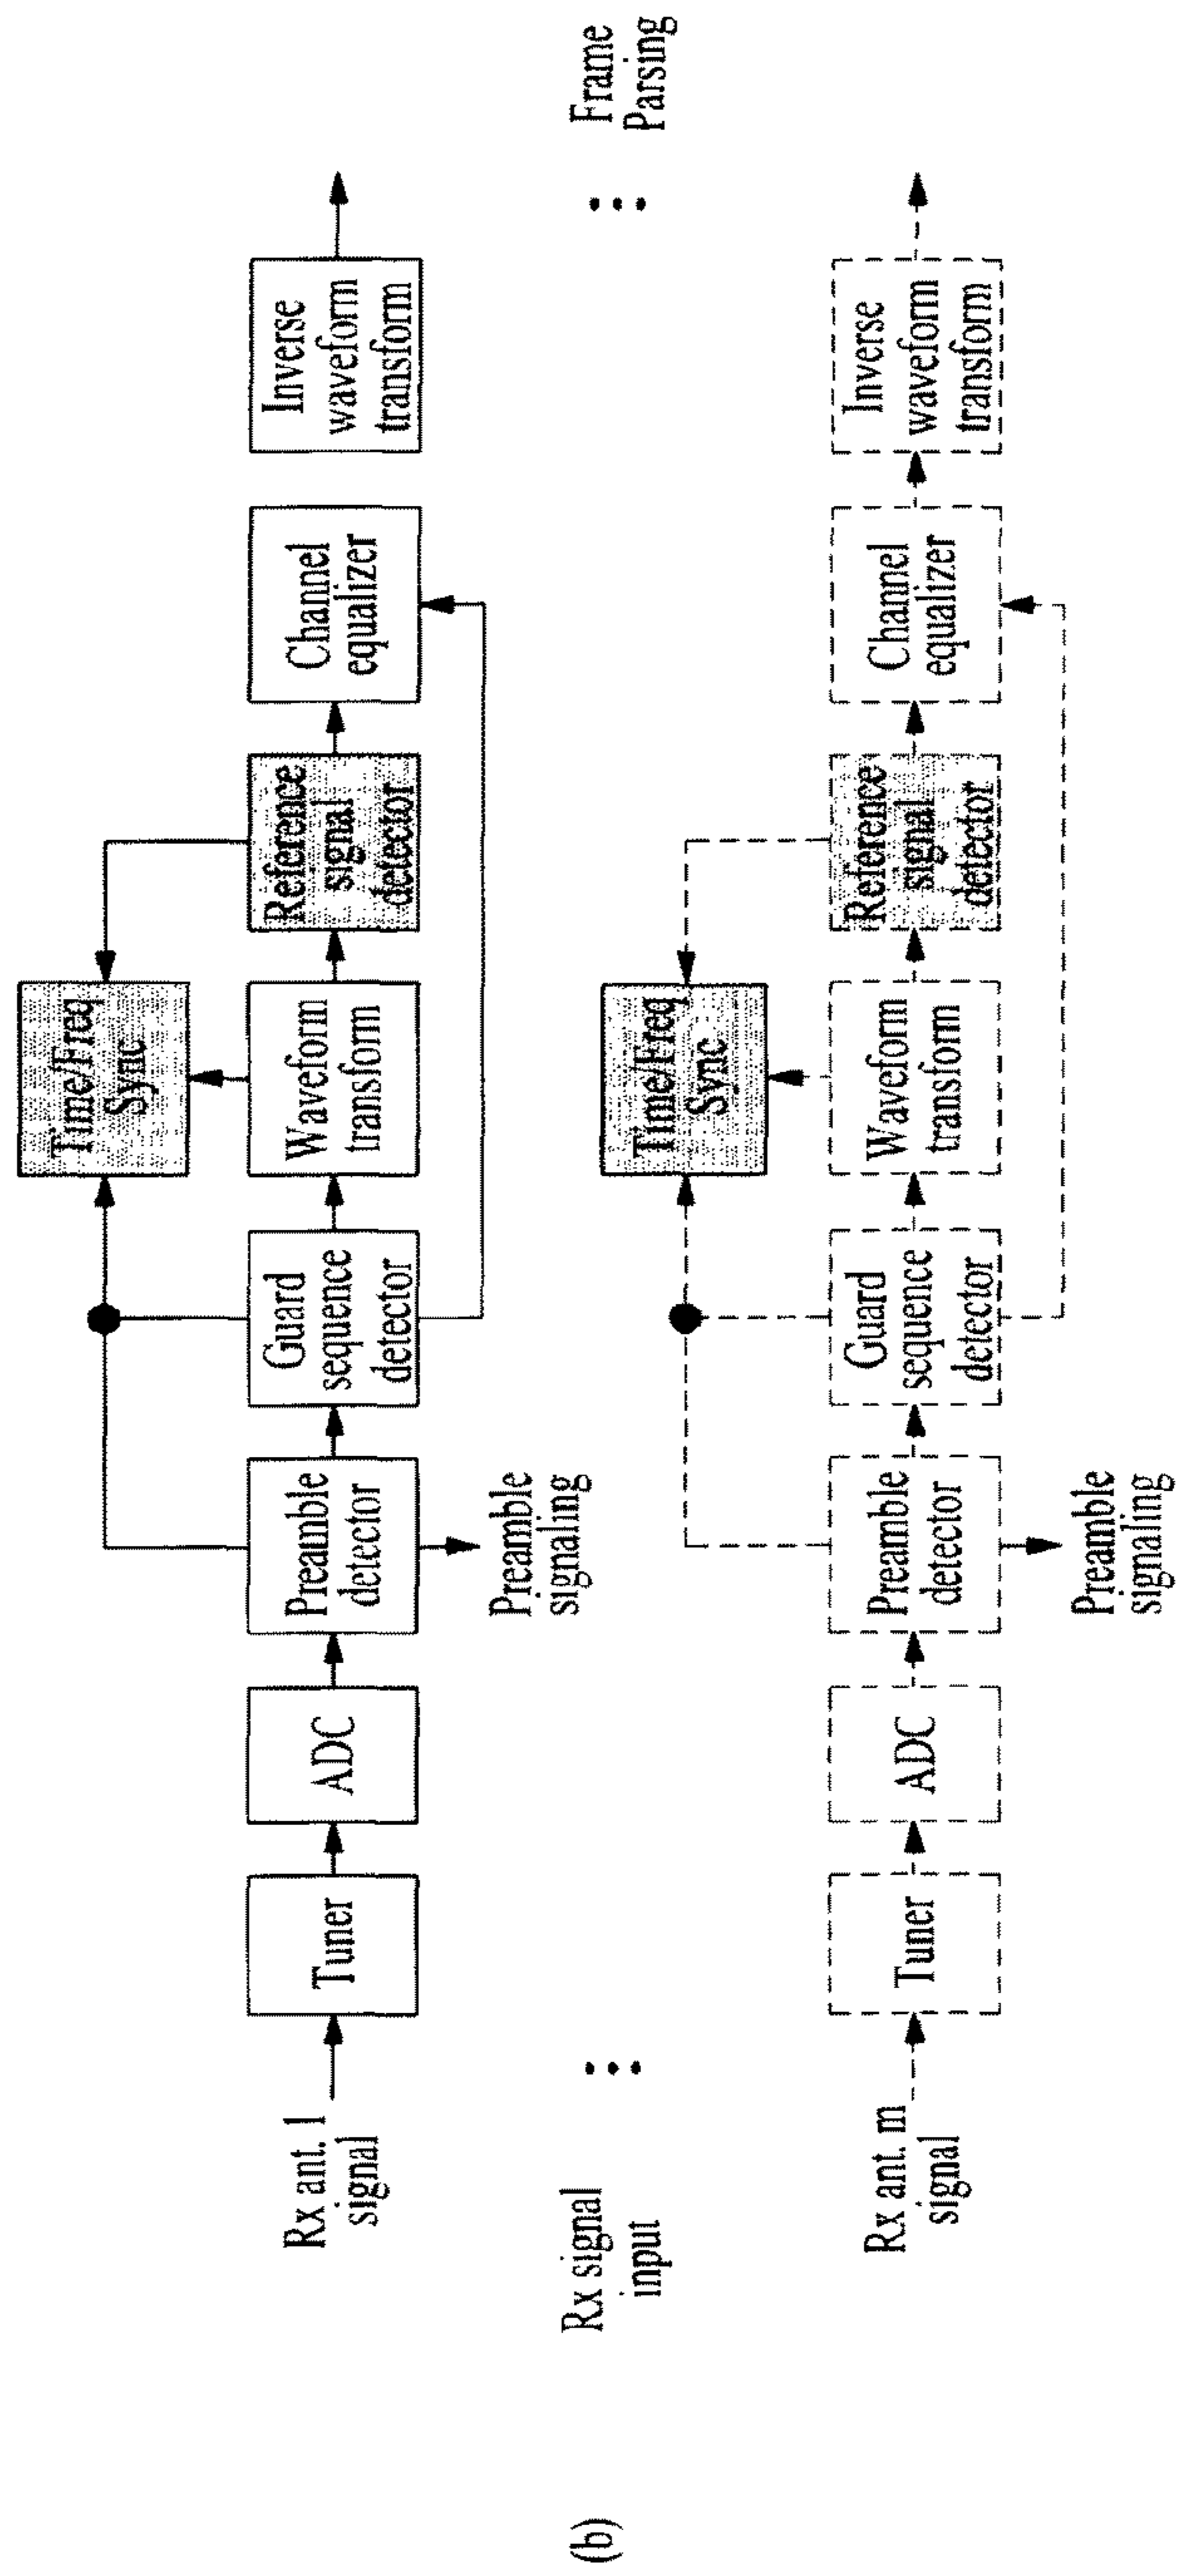 Rx ant. 1
signal
Tuner
ADC
Preamble
detector
Preamble
signaling
Guard
sequence
detector
Time/Freq
Sync
Waveform
transform
Reference
signal
detector
Channel
equalizer
Inverse
waveform
transform
(b)
Rx signal
input
Frame
Parsing
Rx ant. m
signal
Tuner
ADC
Preamble
detector
Preamble
signaling
Guard
sequence
detector
Time/Freq
Sync
Waveform
transform
Reference
signal
detector
Channel
equalizer
Inverse
waveform
transform